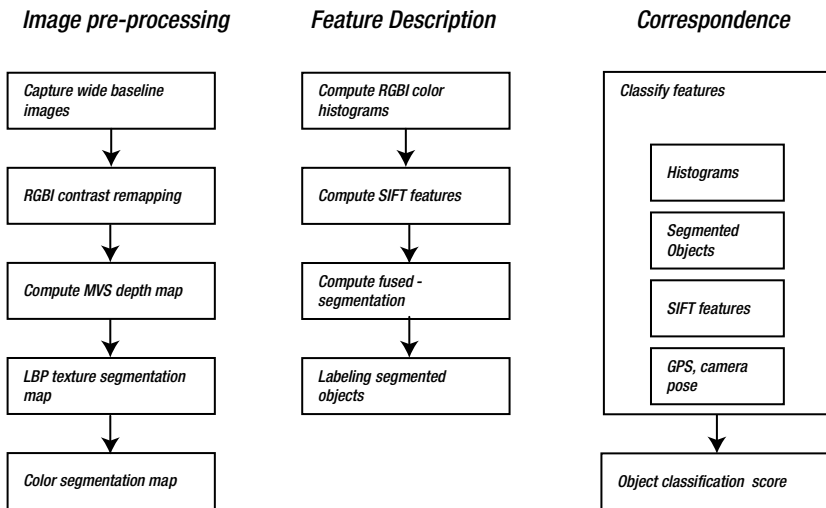 Image pre-processing
Feature Description
Correspondence
Capture wide baseline
images
RGBI contrast remapping
Compute MVS depth map
LBP texture segmentation
map
Color segmentation map
Compute RGBI color
histograms
Compute SIFT features
Compute fused -
segmentation
Labeling segmented
objects
Classify features
Histograms
Segmented
Objects
SIFT features
GPS, camera
pose
Object classification score